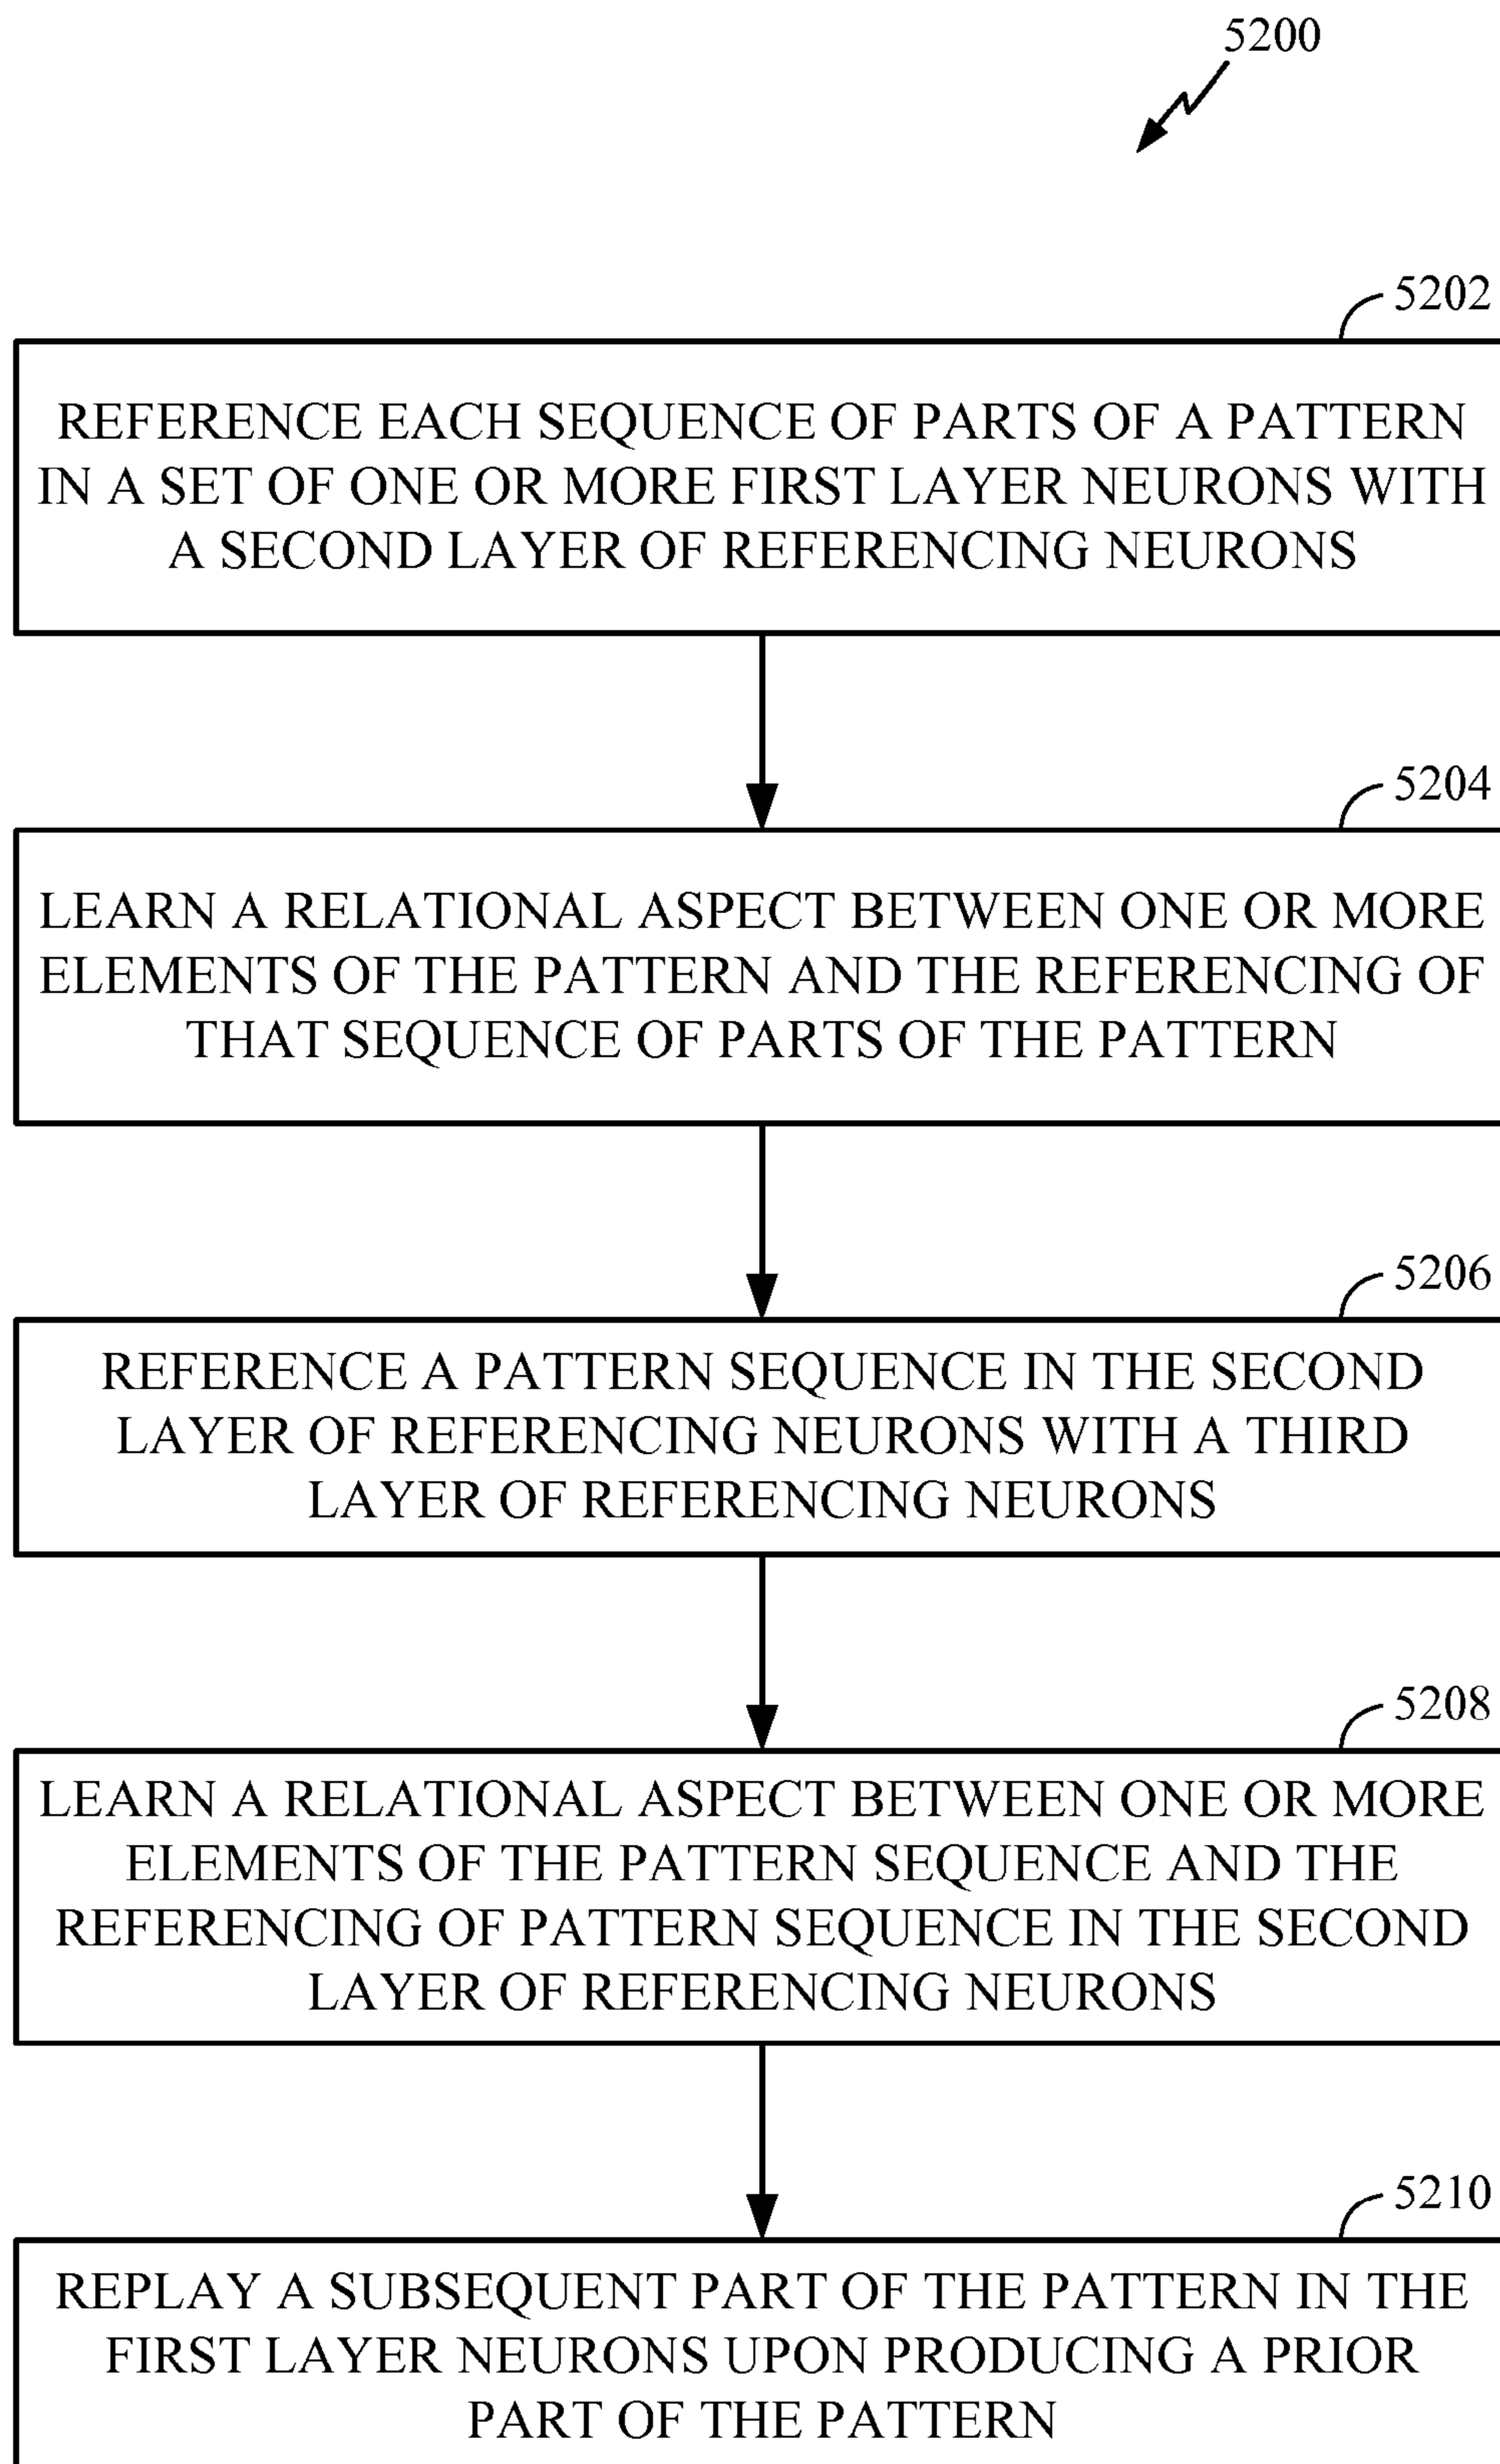 5200
5202
REFERENCE EACH SEQUENCE OF PARTS OF A PATTERN
IN A SET OF ONE OR MORE FIRST LAYER NEURONS WITH
A SECOND LAYER OF REFERENCING NEURONS
5204
LEARN A RELATIONAL ASPECT BETWEEN ONE OR MORE
ELEMENTS OF THE PATTERN AND THE REFERENCING OF
THAT SEQUENCE OF PARTS OF THE PATTERN
5206
REFERENCE A PATTERN SEQUENCE IN THE SECOND
LAYER OF REFERENCING NEURONS WITH A THIRD
LAYER OF REFERENCING NEURONS
5208
LEARN A RELATIONAL ASPECT BETWEEN ONE OR MORE
ELEMENTS OF THE PATTERN SEQUENCE AND THE
REFERENCING OF PATTERN SEQUENCE IN THE SECOND
LAYER OF REFERENCING NEURONS
5210
REPLAY A SUBSEQUENT PART OF THE PATTERN IN THE
FIRST LAYER NEURONS UPON PRODUCING A PRIOR
PART OF THE PATTERN